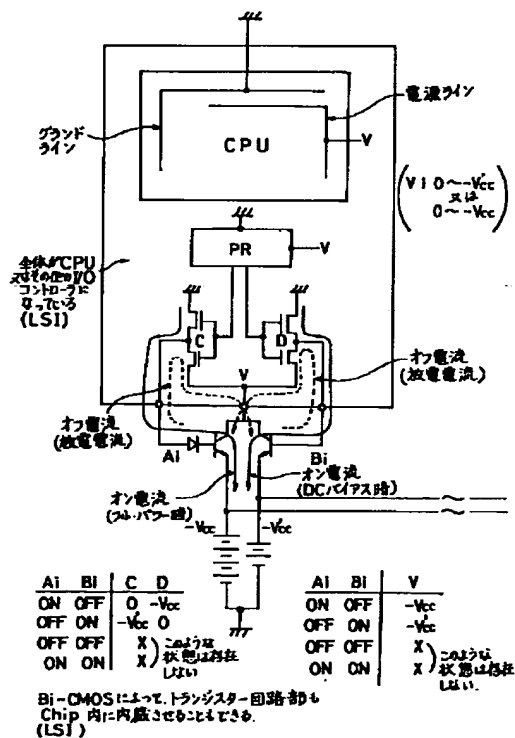 電源ライン
グランド
ライン
CPU
V
V は 0〜-V'cc
又は
0〜-Vcc
PR
V
全体がCPU
又はその他のI/O
コントローラに
なっている
(LSI)
C
D
オフ電流
(放電電流)
V
オフ電流
(放電電流)
Ai
Bi
オン電流
(DCバイアス時)
オン電流
(フル・パワー時)
-Vcc
-V'cc
Ai Bi C D
ON OFF 0 -Vcc
OFF ON -V'cc 0
OFF OFF X
ON ON X
このような
状態は存在
しない
Ai Bi V
ON OFF -Vcc
OFF ON -V'cc
OFF OFF X
ON ON X
このような
状態は存在
しない.
Bi-CMOSによって、トランジスター回路部も
Chip 内に内蔵させることもできる.
(LSI)